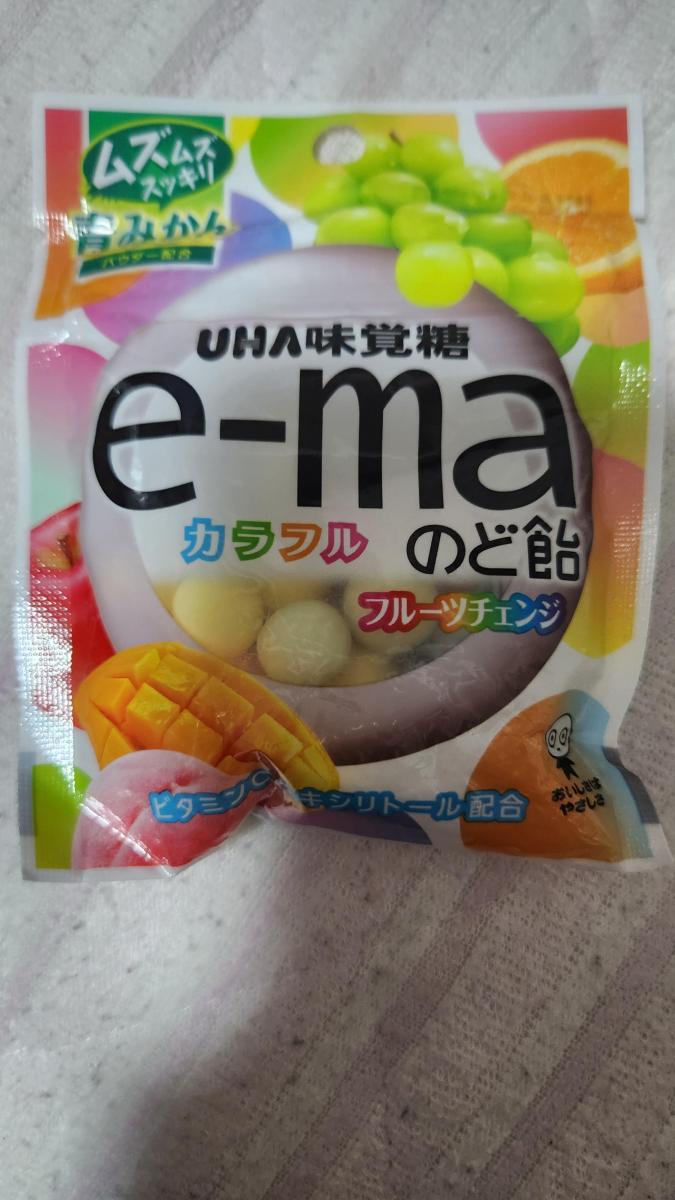 ムズムズ
スッキリ
青みかん
パウダー配合
UHA味覚糖
e-ma
カラフル のど飴
フルーツチェンジ
ビタミンC キシリトール配合
おいしさは
やさしさ